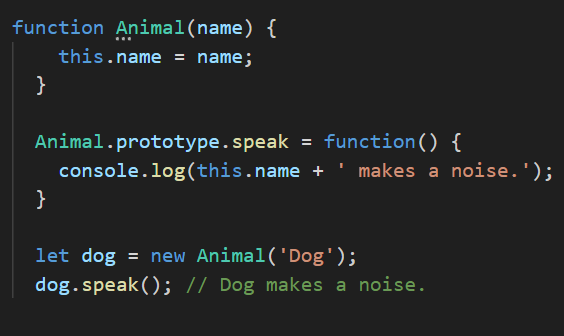 function Animal(name) {
    this.name = name;
  }

  Animal.prototype.speak = function() {
    console.log(this.name + ' makes a noise.');
  }

  let dog = new Animal('Dog');
  dog.speak(); // Dog makes a noise.